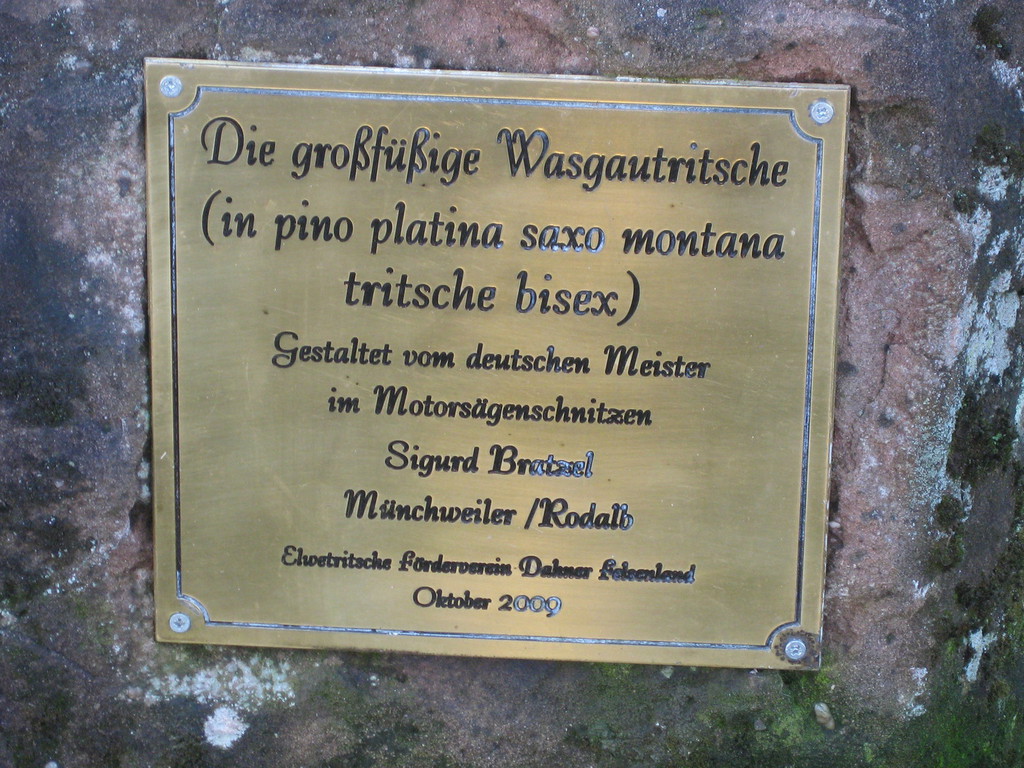 Die großfüßige Wasgautritsche
(in pino platina saxo montana
tritsche bisex)
Gestaltet vom deutschen Meister
im Motorsägenschnitzen
Sigurd Bratzel
Münchweiler /Rodalb
Elwetritsche Förderverein Dahner Felsenland
Oktober 2009